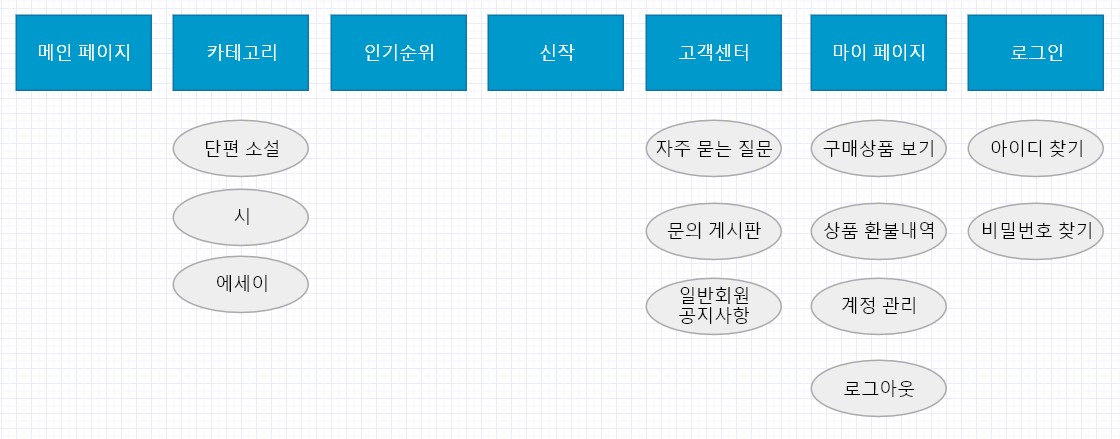 메인 페이지
카테고리
인기순위
신작
고객센터
마이 페이지
로그인
단편 소설
자주 묻는 질문
구매상품 보기
아이디 찾기
시
문의 게시판
상품 환불내역
비밀번호 찾기
에세이
일반회원
공지사항
계정 관리
로그아웃